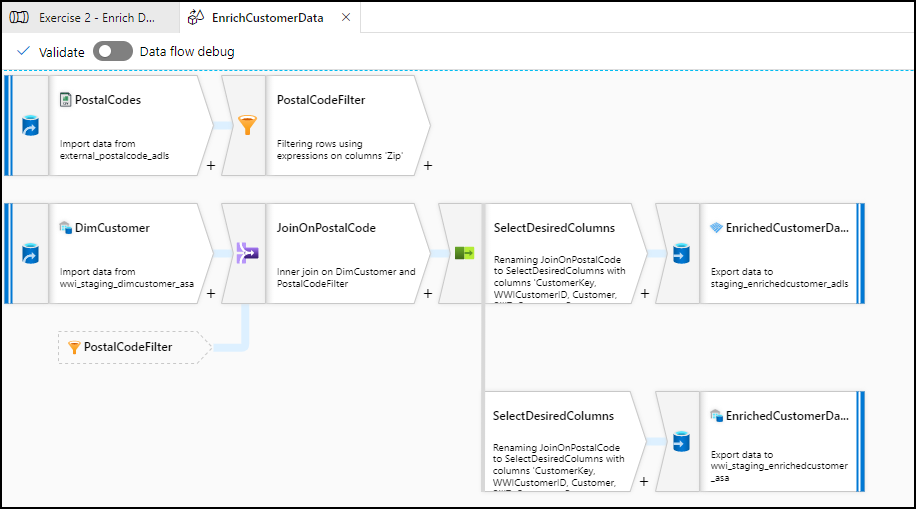 Exercise 2 - Enrich D...
EnrichCustomerData
Validate
Data flow debug
PostalCodes
Import data from
external_postalcode_adls
+
PostalCodeFilter
Filtering rows using
expressions on columns 'Zip'
+
DimCustomer
Import data from
wwi_staging_dimcustomer_asa
+
JoinOnPostalCode
Inner join on DimCustomer and
PostalCodeFilter
+
SelectDesiredColumns
Renaming JoinOnPostalCode
to SelectDesiredColumns with
columns 'CustomerKey,
WWICustomerID, Customer,
+
EnrichedCustomerDa...
Export data to
staging_enrichedcustomer_adls
PostalCodeFilter
SelectDesiredColumns
Renaming JoinOnPostalCode
to SelectDesiredColumns with
columns 'CustomerKey,
WWICustomerID, Customer,
+
EnrichedCustomerDa...
Export data to
wwi_staging_enrichedcustomer
_asa